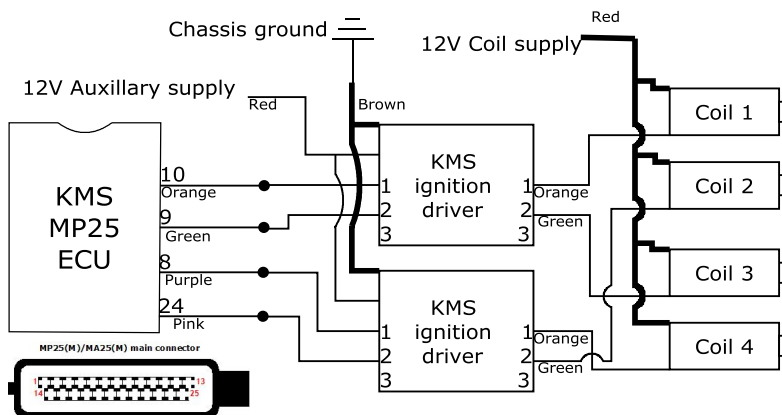 Red
Chassis ground
12V Coil supply
12V Auxillary supply
Red
Brown
Coil 1
KMS
MP25
ECU
10
Orange
9
Green
8
Purple
24
Pink
KMS
ignition
driver
1
2
3
1
2
3
Orange
Green
Coil 2
Coil 3
KMS
ignition
driver
1
2
3
1
2
3
Orange
Green
Coil 4
MP25(M)/MA25(M) main connector
1
13
14
25